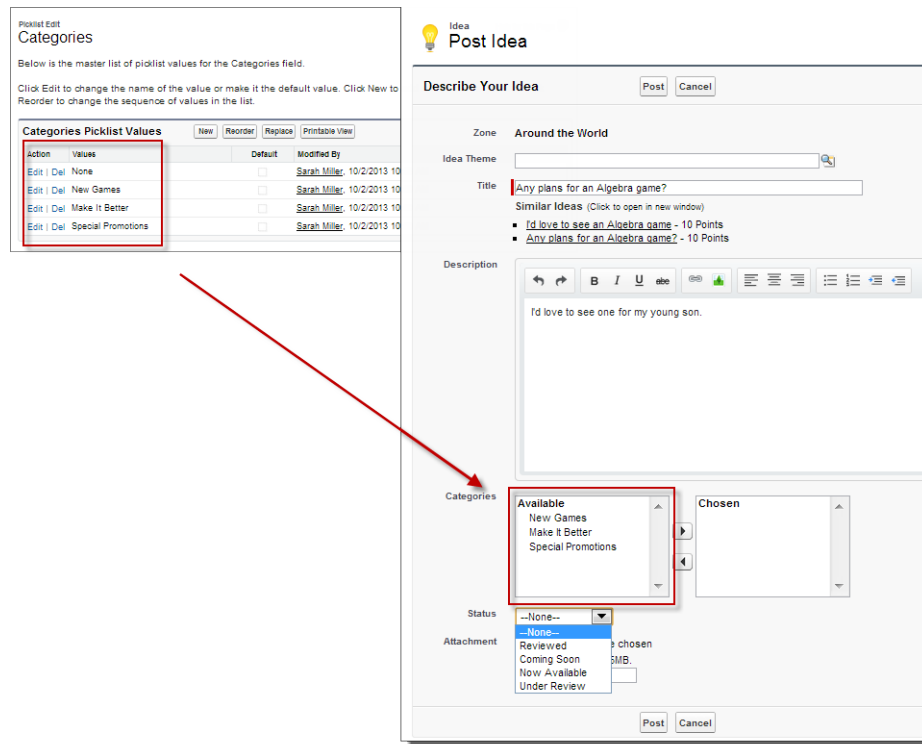 Picklist Edit
Categories
Below is the master list of picklist values for the Categories field.
Click Edit to change the name of the value or make it the default value. Click New to
Reorder to change the sequence of values in the list.
Categories Picklist Values New Reorder Replace Printable View
Action Values Default Modified By
Edit | Del None Sarah Miller, 10/2/2013 10
Edit | Del New Games Sarah Miller, 10/2/2013 10
Edit | Del Make It Better Sarah Miller, 10/2/2013 10
Edit | Del Special Promotions Sarah Miller, 10/2/2013 10
Idea
Post Idea
Describe Your Idea Post Cancel
Zone Around the World
Idea Theme
Title Any plans for an Algebra game?
Similar Ideas (Click to open in new window)
I'd love to see an Algebra game - 10 Points
Any plans for an Algebra game? - 10 Points
Description
B I U abc
I'd love to see one for my young son.
Categories
Available Chosen
New Games
Make It Better
Special Promotions
Status --None--
--None--
Attachment Reviewed e chosen
Coming Soon 5MB.
Now Available
Under Review
Post Cancel